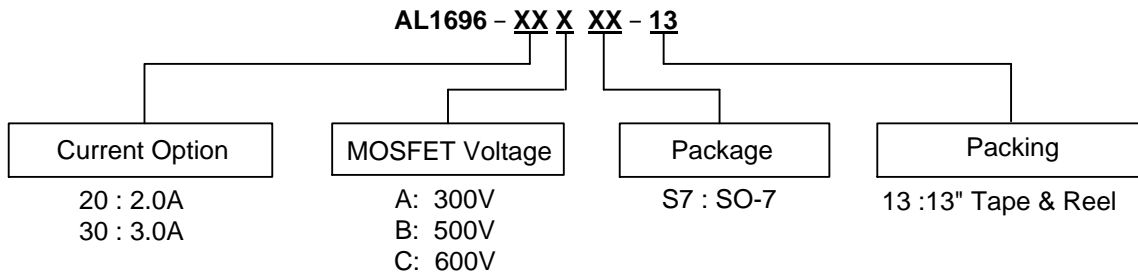 AL1696 – XX X XX – 13
Current Option
20 : 2.0A
30 : 3.0A
MOSFET Voltage
A: 300V
B: 500V
C: 600V
Package
S7 : SO-7
Packing
13 :13" Tape & Reel